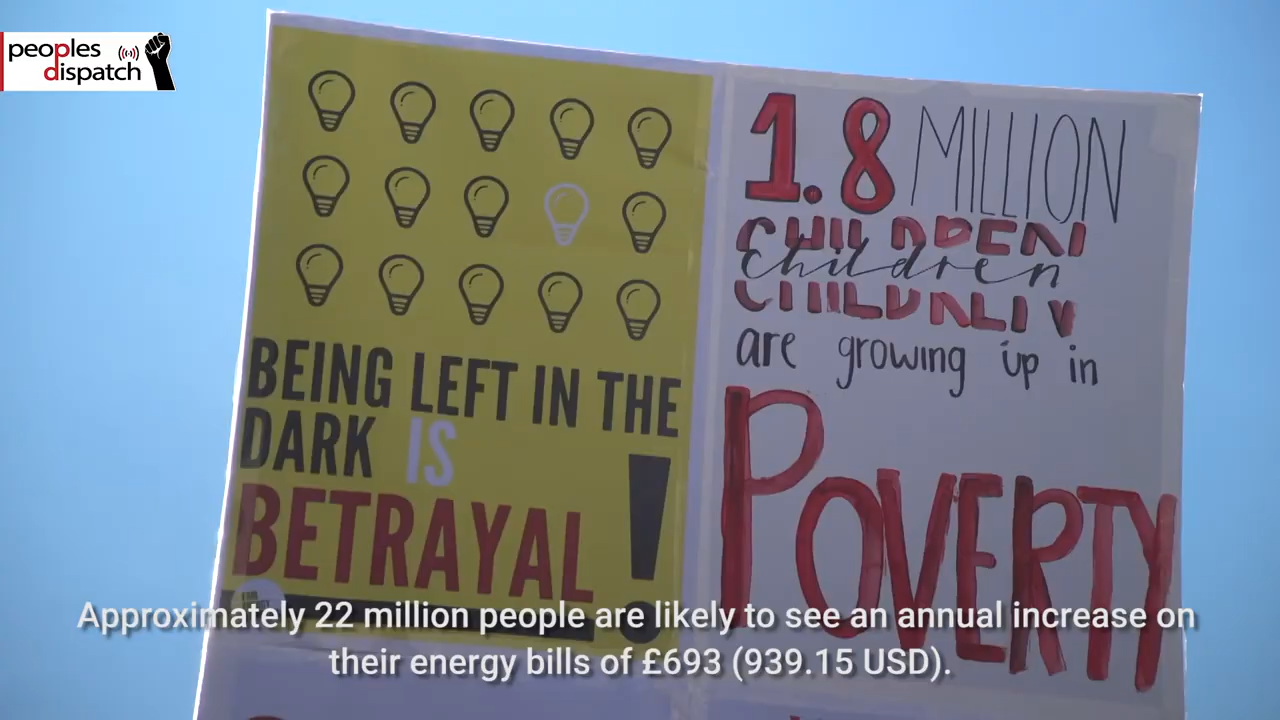 peoples
dispatch
BEING LEFT IN THE
DARK IS
BETRAYAL !
1.8 MILLION
CHILDREN
Children
CHILDREN
are growing up in
POVERTY
Approximately 22 million people are likely to see an annual increase on
their energy bills of £693 (939.15 USD).